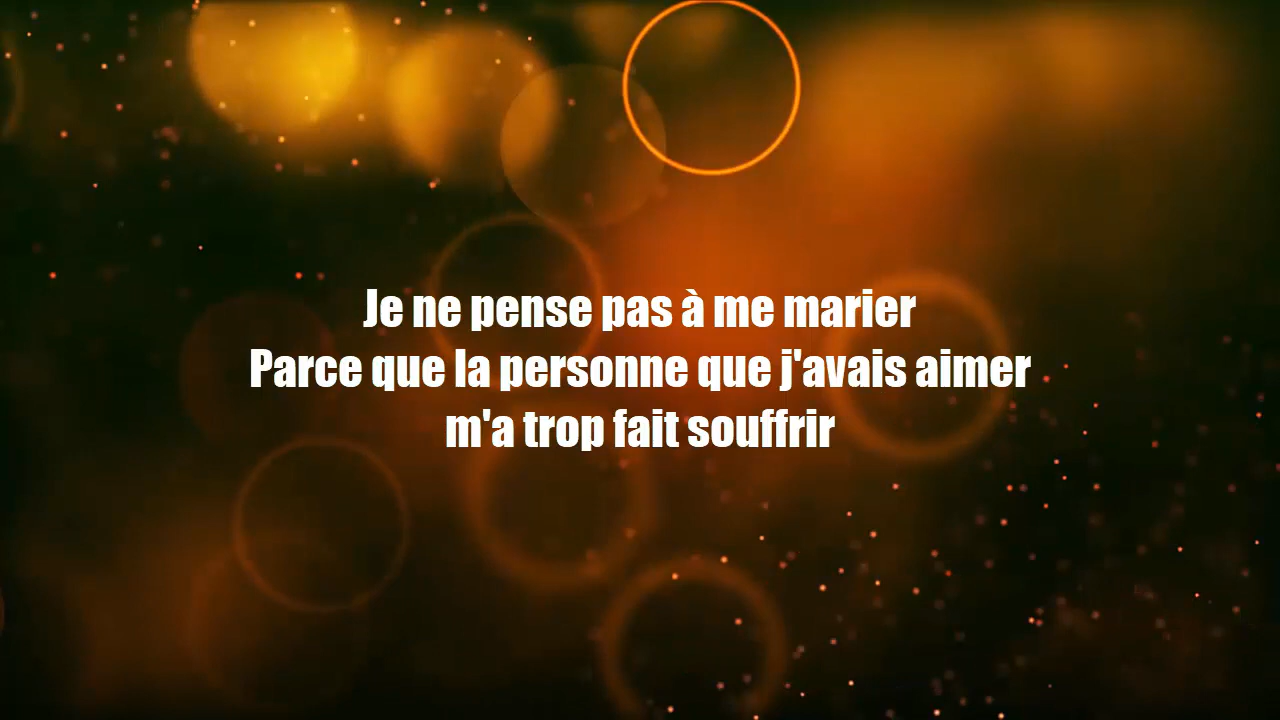 Je ne pense pas à me marier
Parce que la personne que j'avais aimer
m'a trop fait souffrir